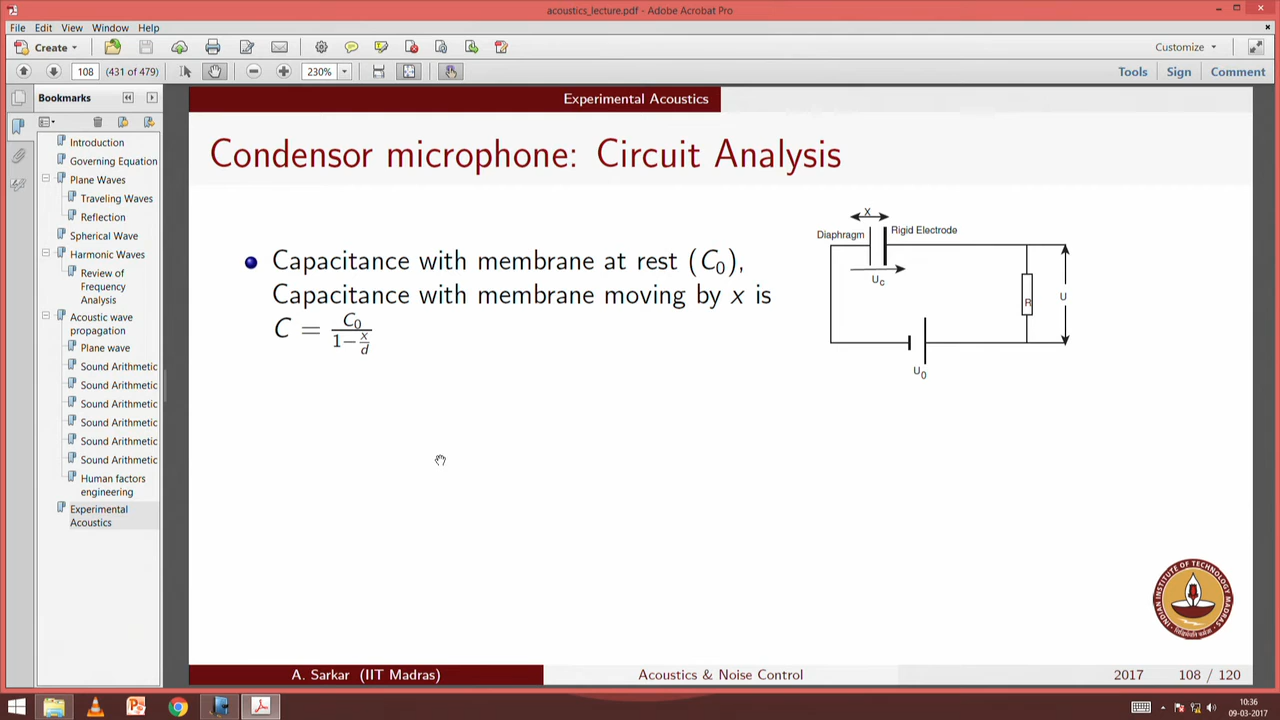 acoustics_lecture.pdf - Adobe Acrobat Pro
File Edit View Window Help
Create
Customize
108 (431 of 479)
230%
Tools Sign Comment
Bookmarks
Introduction
Governing Equation
Plane Waves
Traveling Waves
Reflection
Spherical Wave
Harmonic Waves
Review of
Frequency
Analysis
Acoustic wave
propagation
Plane wave
Sound Arithmetic
Sound Arithmetic
Sound Arithmetic
Sound Arithmetic
Sound Arithmetic
Sound Arithmetic
Human factors
engineering
Experimental
Acoustics
Experimental Acoustics
Condensor microphone: Circuit Analysis
Capacitance with membrane at rest (C₀),
Capacitance with membrane moving by x is
C = C₀ / (1 − x/d)
X
Diaphragm
Rigid Electrode
Uc
R
U
U₀
INDIAN INSTITUTE OF TECHNOLOGY MADRAS
A. Sarkar (IIT Madras)
Acoustics & Noise Control
2017
108 / 120
10:36
09-03-2017